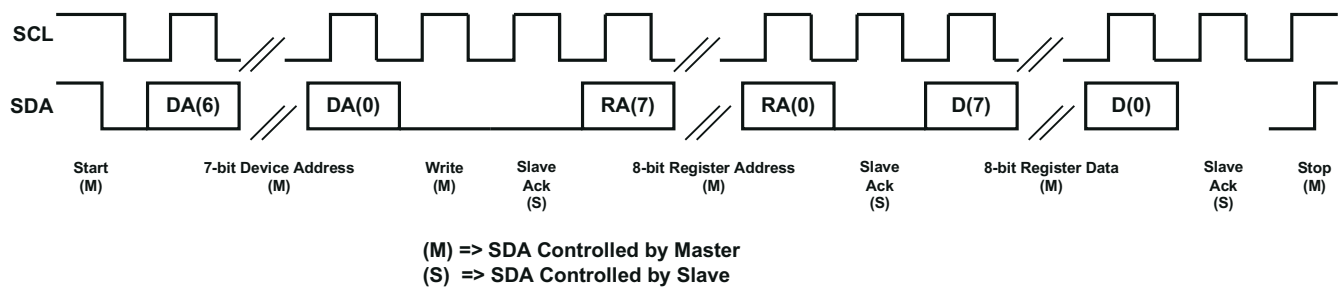 SCL
SDA
DA(6)
DA(0)
RA(7)
RA(0)
D(7)
D(0)
Start
(M)
7-bit Device Address
(M)
Write
(M)
Slave
Ack
(S)
8-bit Register Address
(M)
Slave
Ack
(S)
8-bit Register Data
(M)
Slave
Ack
(S)
Stop
(M)
(M) => SDA Controlled by Master
(S) => SDA Controlled by Slave